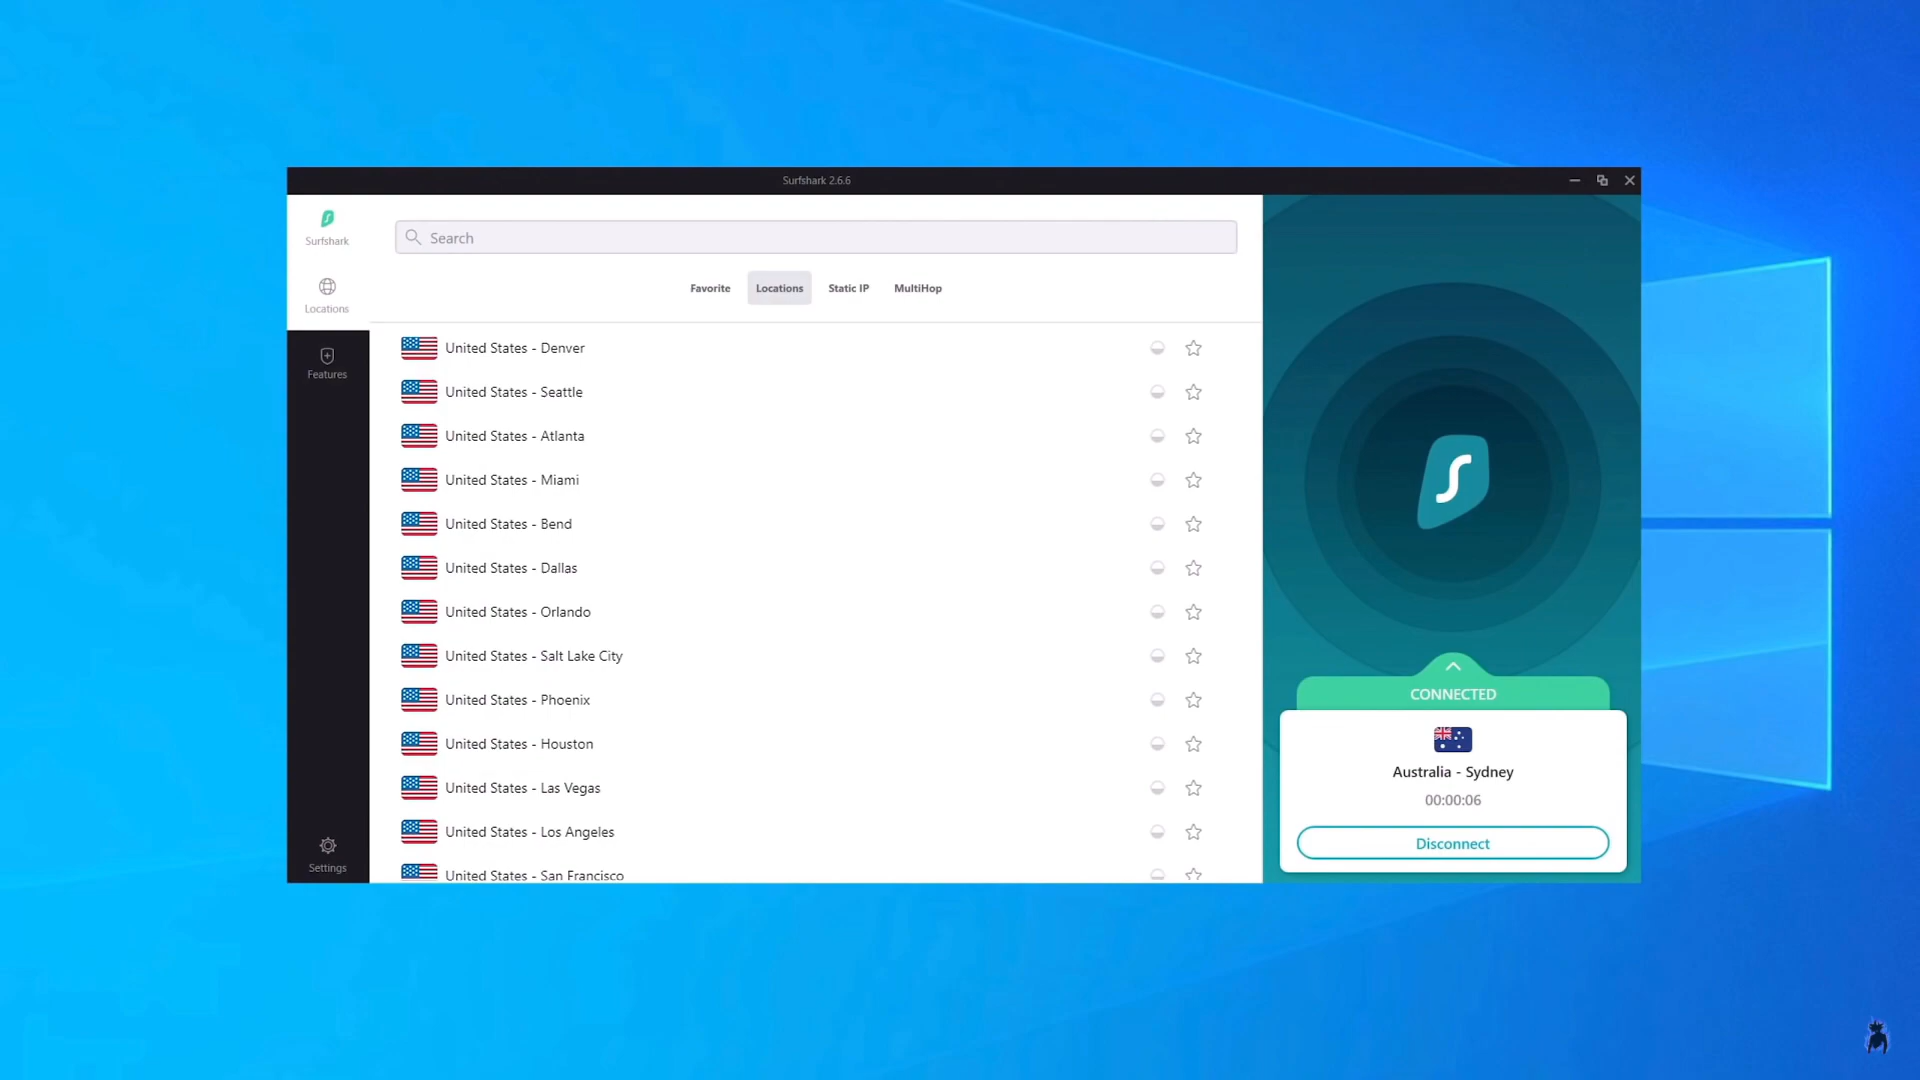 Surfshark 2.6.6
Surfshark
Locations
Features
Settings
Search
Favorite
Locations
Static IP
MultiHop
United States - Denver
United States - Seattle
United States - Atlanta
United States - Miami
United States - Bend
United States - Dallas
United States - Orlando
United States - Salt Lake City
United States - Phoenix
United States - Houston
United States - Las Vegas
United States - Los Angeles
United States - San Francisco
CONNECTED
Australia - Sydney
00:00:06
Disconnect